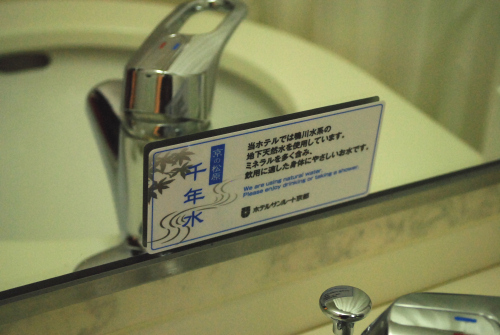 京の松原
千年水
当ホテルでは鴨川水系の
地下天然水を使用しています。
ミネラルを多く含み、
飲用に適した身体にやさしいお水です。
We are using natural water.
Please enjoy drinking or taking a shower.
ホテルサンルート京都